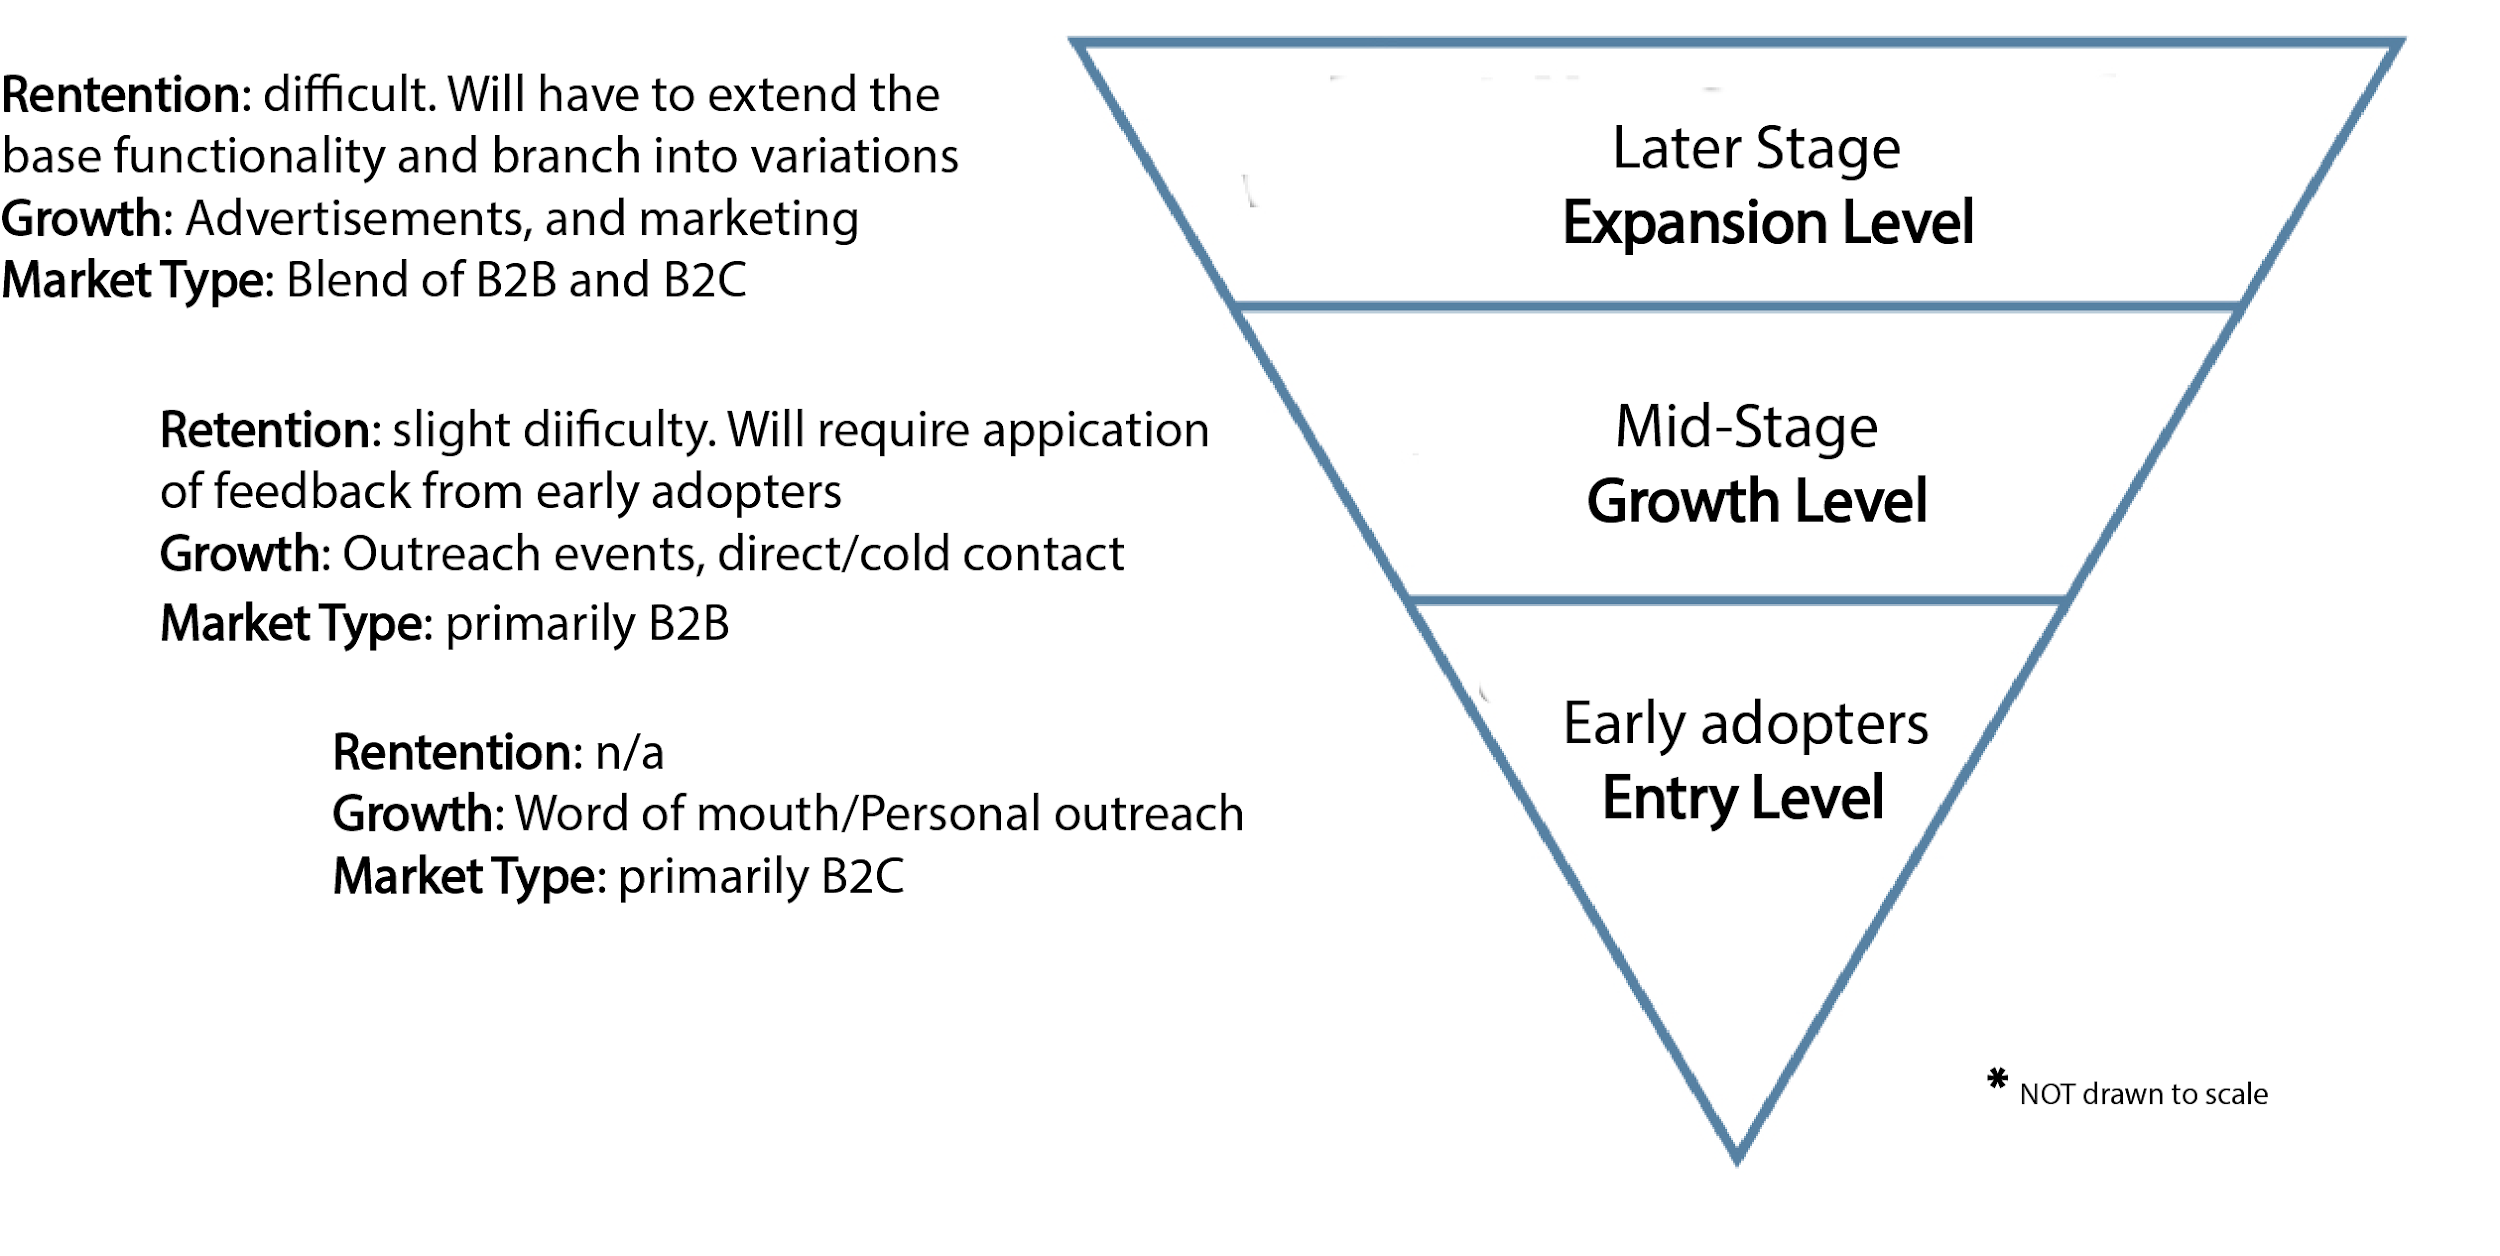 Rentention: difficult. Will have to extend the
base functionality and branch into variations
Growth: Advertisements, and marketing
Market Type: Blend of B2B and B2C
Later Stage
Expansion Level
Retention: slight diificulty. Will require appication
of feedback from early adopters
Growth: Outreach events, direct/cold contact
Market Type: primarily B2B
Mid-Stage
Growth Level
Rentention: n/a
Growth: Word of mouth/Personal outreach
Market Type: primarily B2C
Early adopters
Entry Level
* NOT drawn to scale